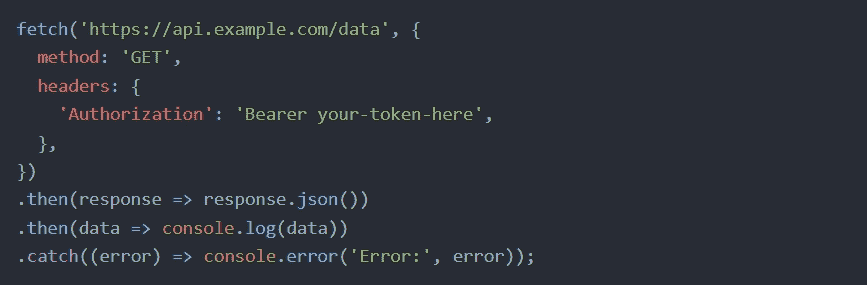 fetch('https://api.example.com/data', {
  method: 'GET',
  headers: {
    'Authorization': 'Bearer your-token-here',
  },
})
.then(response => response.json())
.then(data => console.log(data))
.catch((error) => console.error('Error:', error));